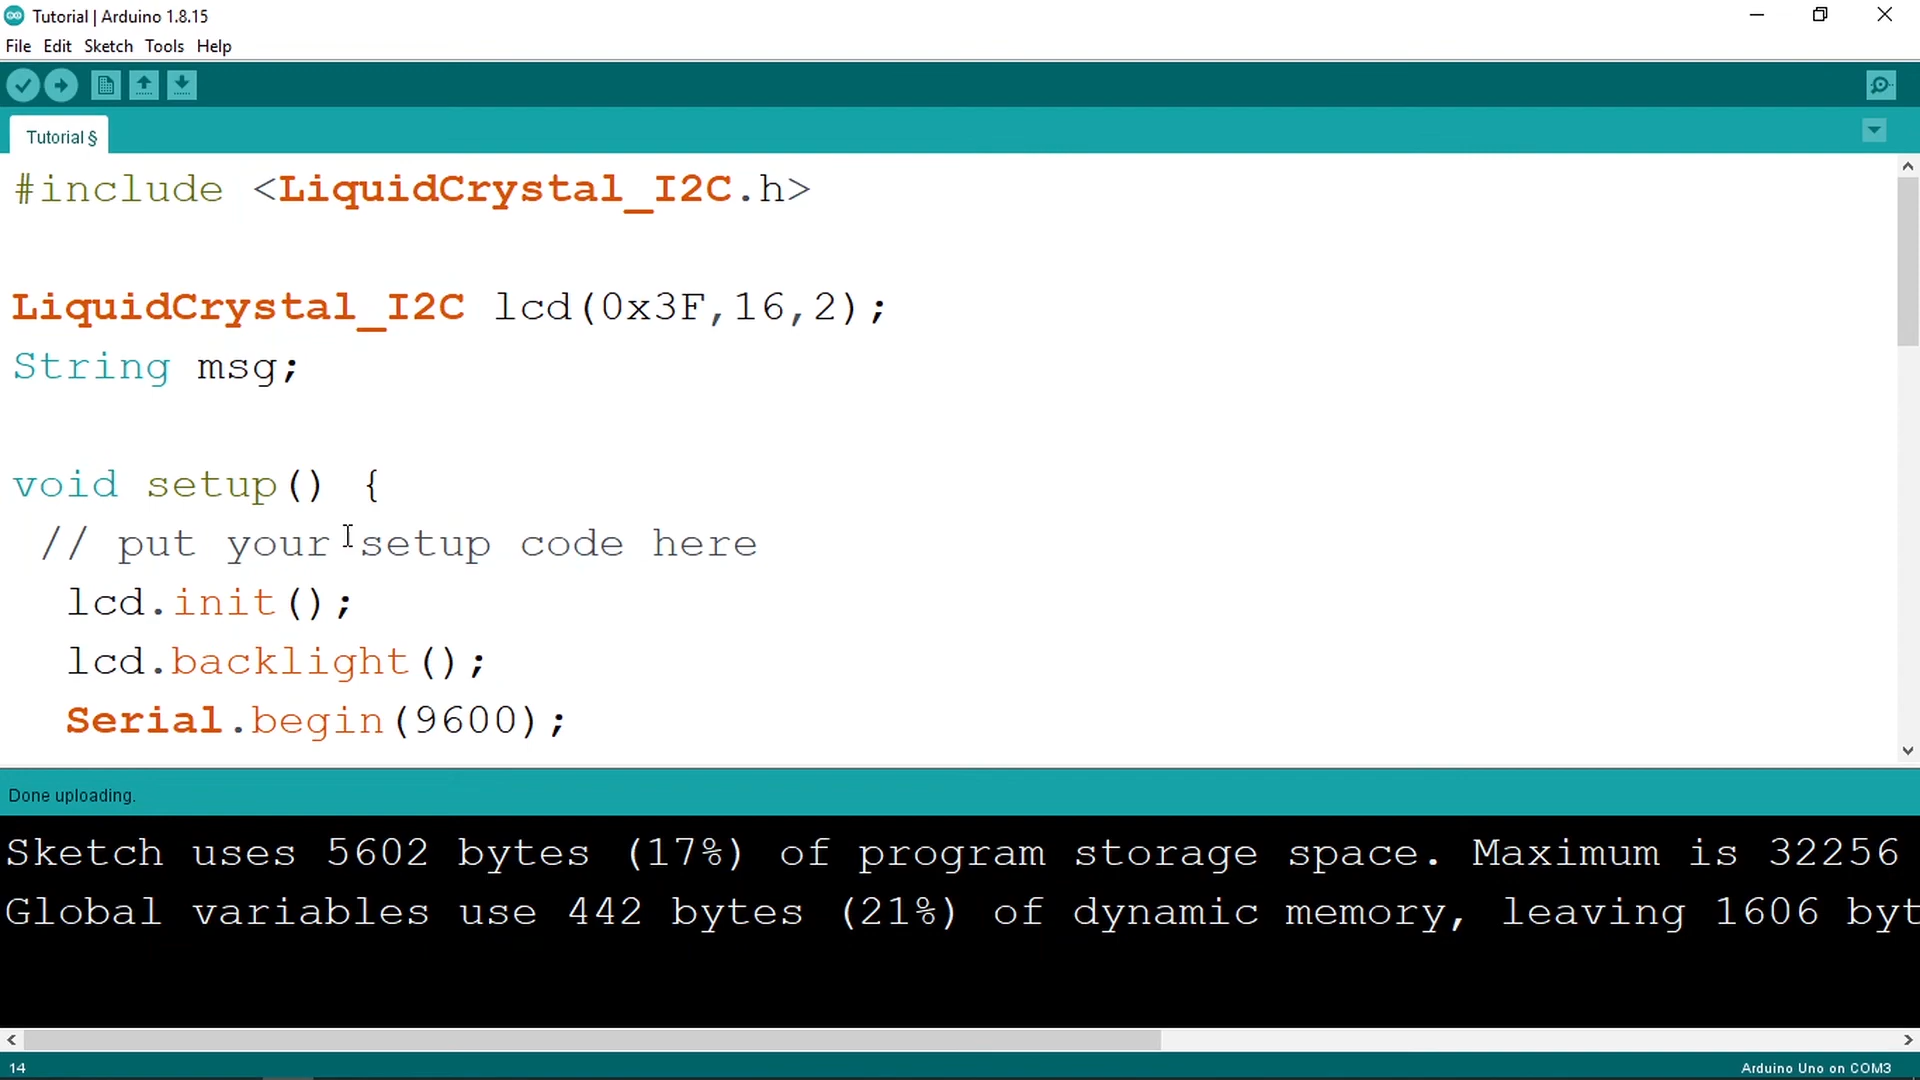 Tutorial | Arduino 1.8.15
File Edit Sketch Tools Help
Tutorial §
#include <LiquidCrystal_I2C.h>
LiquidCrystal_I2C lcd(0x3F,16,2);
String msg;
void setup() {
// put your setup code here
lcd.init();
lcd.backlight();
Serial.begin(9600);
Done uploading.
Sketch uses 5602 bytes (17%) of program storage space. Maximum is 32256
Global variables use 442 bytes (21%) of dynamic memory, leaving 1606 byt
14
Arduino Uno on COM3